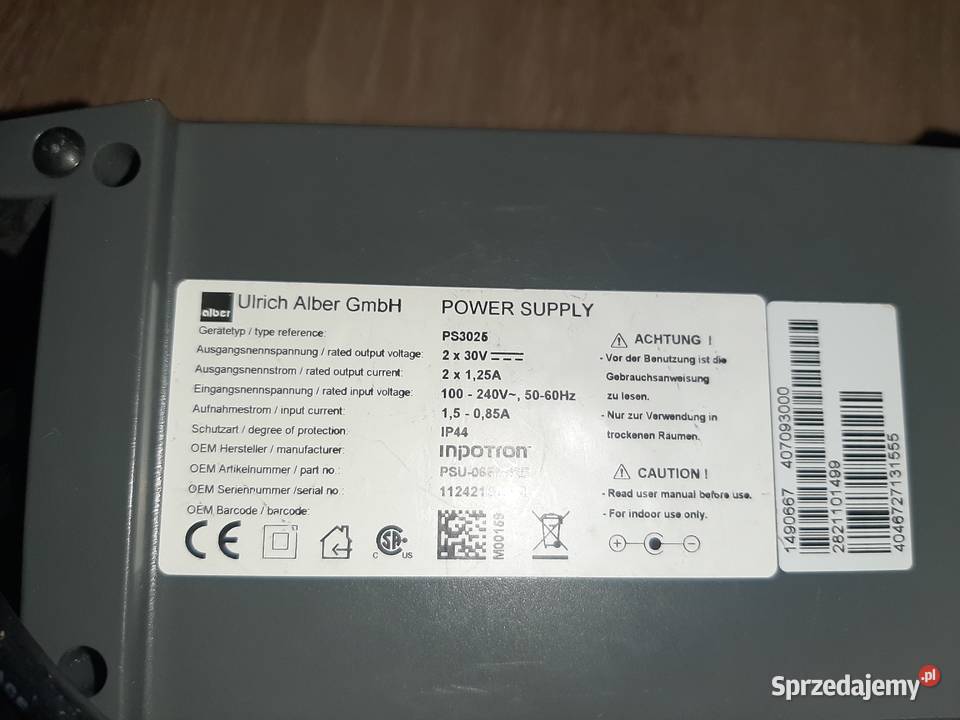 alber Ulrich Alber GmbH POWER SUPPLY
Gerätetyp / type reference: PS3025
Ausgangsnennspannung / rated output voltage: 2 x 30V
Ausgangsnennstrom / rated output current: 2 x 1,25A
Eingangsnennspannung / rated input voltage: 100 - 240V~, 50-60Hz
Aufnahmestrom / input current: 1,5 - 0,85A
Schutzart / degree of protection: IP44
OEM Hersteller / manufacturer: inpotron
OEM Artikelnummer / part no.:
OEM Seriennummer /serial no.:
OEM Barcode / barcode:
CE
C SA US
M00159
ACHTUNG !
- Vor der Benutzung ist die
Gebrauchsanweisung
zu lesen.
- Nur zur Verwendung in
trockenen Räumen.
CAUTION !
- Read user manual before use.
- For indoor use only.
1490667 407093000
2821101499
4046727131555
Sprzedajemy.pl